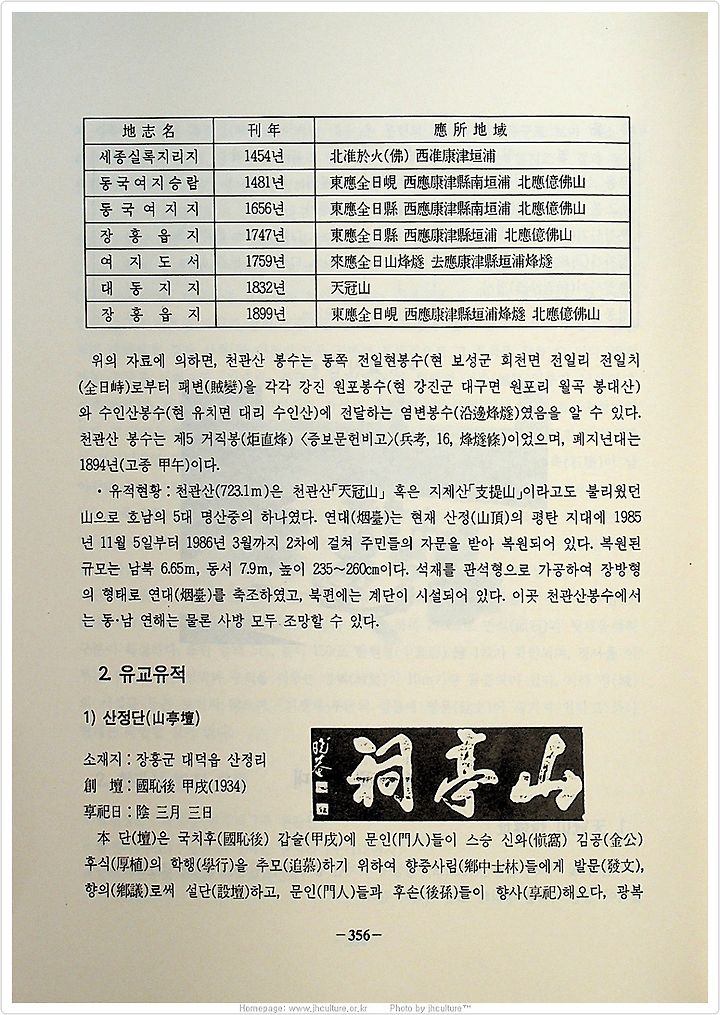 地志名 刊年 應所地域
세종실록지리지 1454년 北准於火(佛) 西准康津垣浦
동국여지승람 1481년 東應全日峴 西應康津縣南垣浦 北應億佛山
동국여지지 1656년 東應全日峴 西應康津縣南垣浦 北應億佛山
장흥읍지 1747년 東應全日縣 西應康津縣垣浦 北應億佛山
여지도서 1759년 來應全日山烽燧 去應康津縣垣浦烽燧
대동지지 1832년 天冠山
장흥읍지 1899년 東應全日峴 西應康津縣垣浦烽燧 北應億佛山
위의 자료에 의하면, 천관산 봉수는 동쪽 전일현봉수(현 보성군 회천면 전일리 전일치
(全日峙)로부터 패변(賊變)을 각각 강진 원포봉수(현 강진군 대구면 원포리 월곡 봉대산)
와 수인산봉수(현 유치면 대리 수인산)에 전달하는 염변봉수(沿邊烽燧)였음을 알 수 있다.
천관산 봉수는 제5 거직봉(炬直烽) 〈증보문헌비고〉(兵考, 16, 烽燧條)이었으며, 폐지년대는
1894년(고종 甲午)이다.
· 유적현황 : 천관산(723.1m)은 천관산「天冠山」 혹은 지제산「支提山」이라고도 불리웠던
山으로 호남의 5대 명산중의 하나였다. 연대(烟臺)는 현재 산정(山頂)의 평탄 지대에 1985
년 11월 5일부터 1986년 3월까지 2차에 걸쳐 주민들의 자문을 받아 복원되어 있다. 복원된
규모는 남북 6.65m, 동서 7.9m, 높이 235～260cm이다. 석재를 판석형으로 가공하여 장방형
의 형태로 연대(烟臺)를 축조하였고, 북편에는 계단이 시설되어 있다. 이곳 천관산봉수에서
는 동·남 연해는 물론 사방 모두 조망할 수 있다.
2. 유교유적
1) 산정단(山亭壇)
소재지 : 장흥군 대덕읍 산정리
創 壇 : 國恥後 甲戌(1934)
享祀日 : 陰 三月 三日
祠亭山
본 단(壇)은 국치후(國恥後) 갑술(甲戌)에 문인(門人)들이 스승 신와(愼窩) 김공(金公)
후식(厚植)의 학행(學行)을 추모(追慕)하기 위하여 향중사림(鄕中士林)들에게 발문(發文),
향의(鄕議)로써 설단(設壇)하고, 문인(門人)들과 후손(後孫)들이 향사(享祀)해오다, 광복
－356－
Homepage: www.jhculture.or.kr Photo by jhculture™